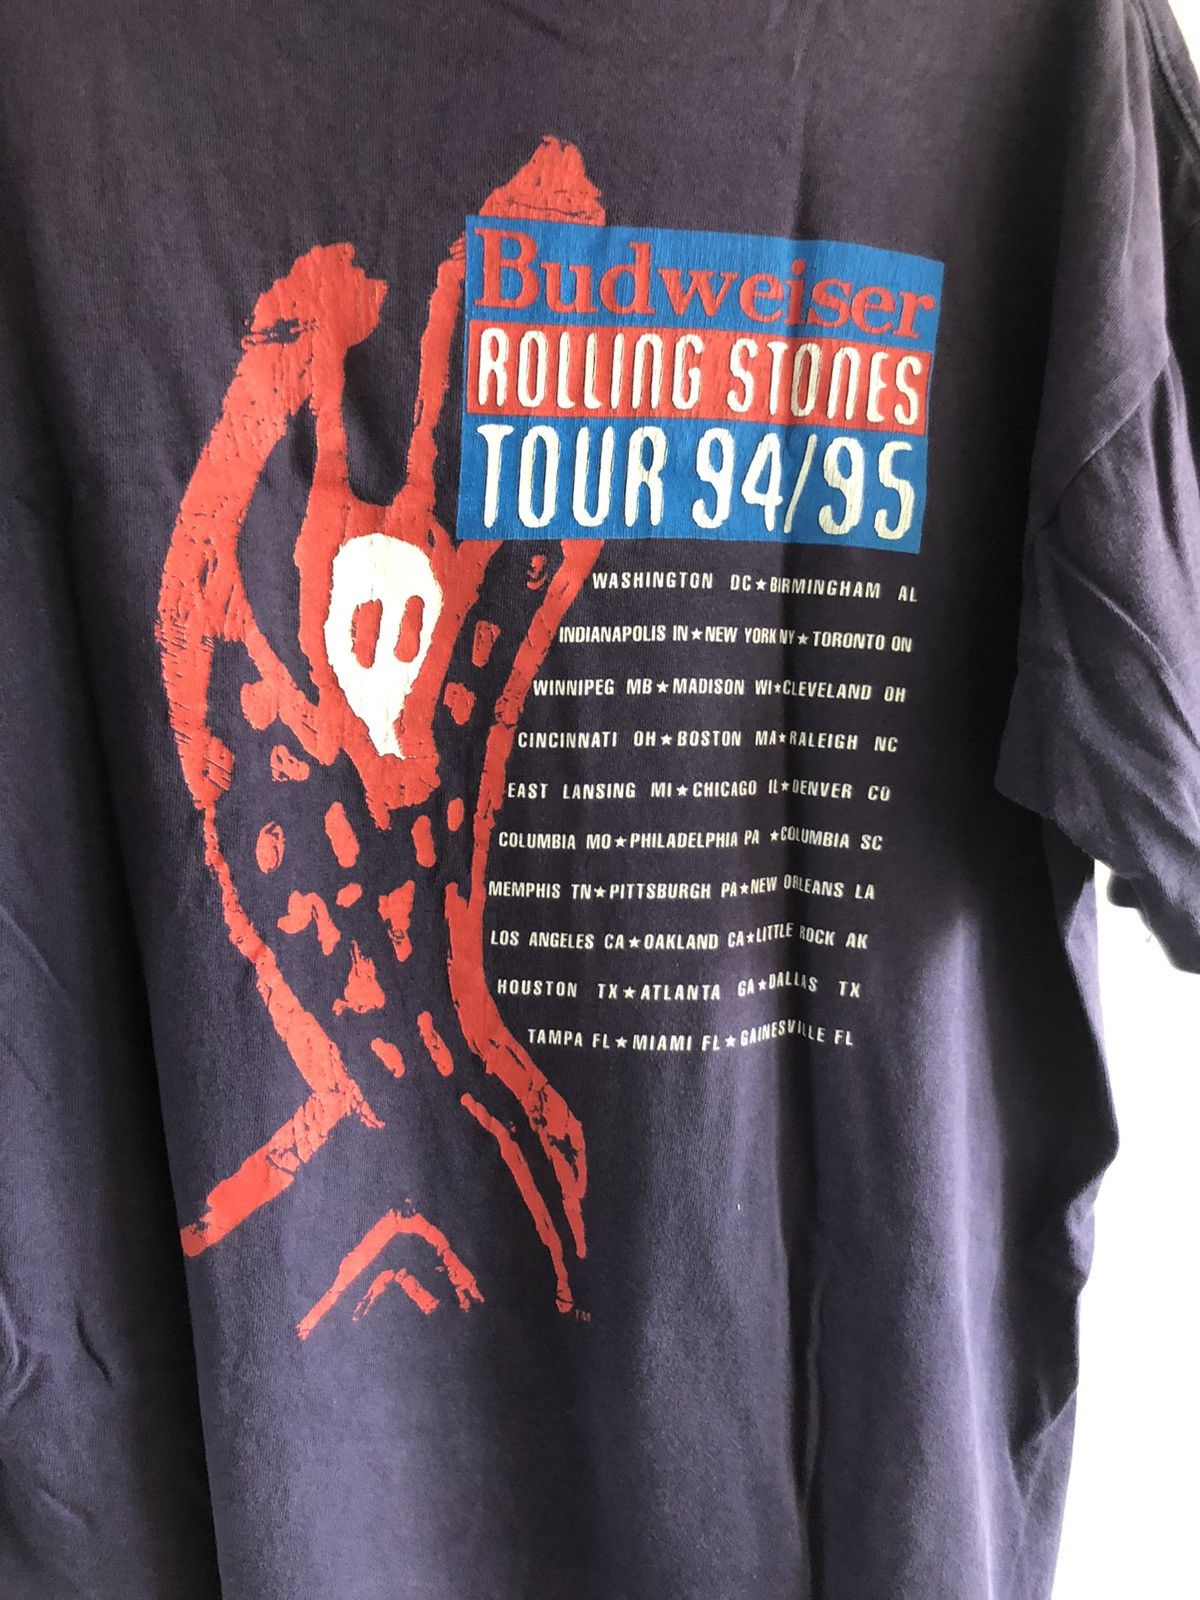 Budweiser
ROLLING STONES
TOUR 94/95
WASHINGTON DC★BIRMINGHAM AL
INDIANAPOLIS IN★NEW YORK NY★TORONTO ON
WINNIPEG MB★MADISON WI★CLEVELAND OH
CINCINNATI OH★BOSTON MA★RALEIGH NC
EAST LANSING MI★CHICAGO IL★DENVER CO
COLUMBIA MO★PHILADELPHIA PA★COLUMBIA SC
MEMPHIS TN★PITTSBURGH PA★NEW ORLEANS LA
LOS ANGELES CA★OAKLAND CA★LITTLE ROCK AK
HOUSTON TX★ATLANTA GA★DALLAS TX
TAMPA FL★MIAMI FL★GAINESVILLE FL
TM